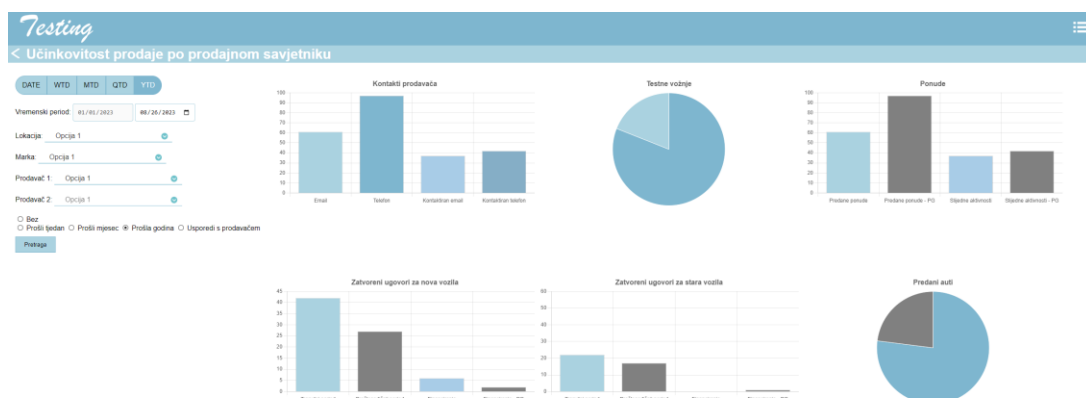 Testing
< Učinkovitost prodaje po prodajnom savjetniku
DATE WTD MTD QTD YTD
Vremenski period: 01/01/2023 08/26/2023
Lokacija: Opcija 1
Marka: Opcija 1
Prodavač 1: Opcija 1
Prodavač 2: Opcija 1
Bez
Prošli tjedan Prošli mjesec Prošla godina Usporedi s prodavačem
Pretraga
Kontakti prodavača
100
90
80
70
60
50
40
30
20
10
0
Email Telefon Kontaktiran email Kontaktiran telefon
Testne vožnje
Ponude
100
90
80
70
60
50
40
30
20
10
0
Predane ponude Predane ponude - PG Slijedne aktivnosti Slijedne aktivnosti - PG
Zatvoreni ugovori za nova vozila
45
40
35
30
25
20
15
10
5
0
Zatvoreni ugovori za stara vozila
60
50
40
30
20
10
0
Predani auti